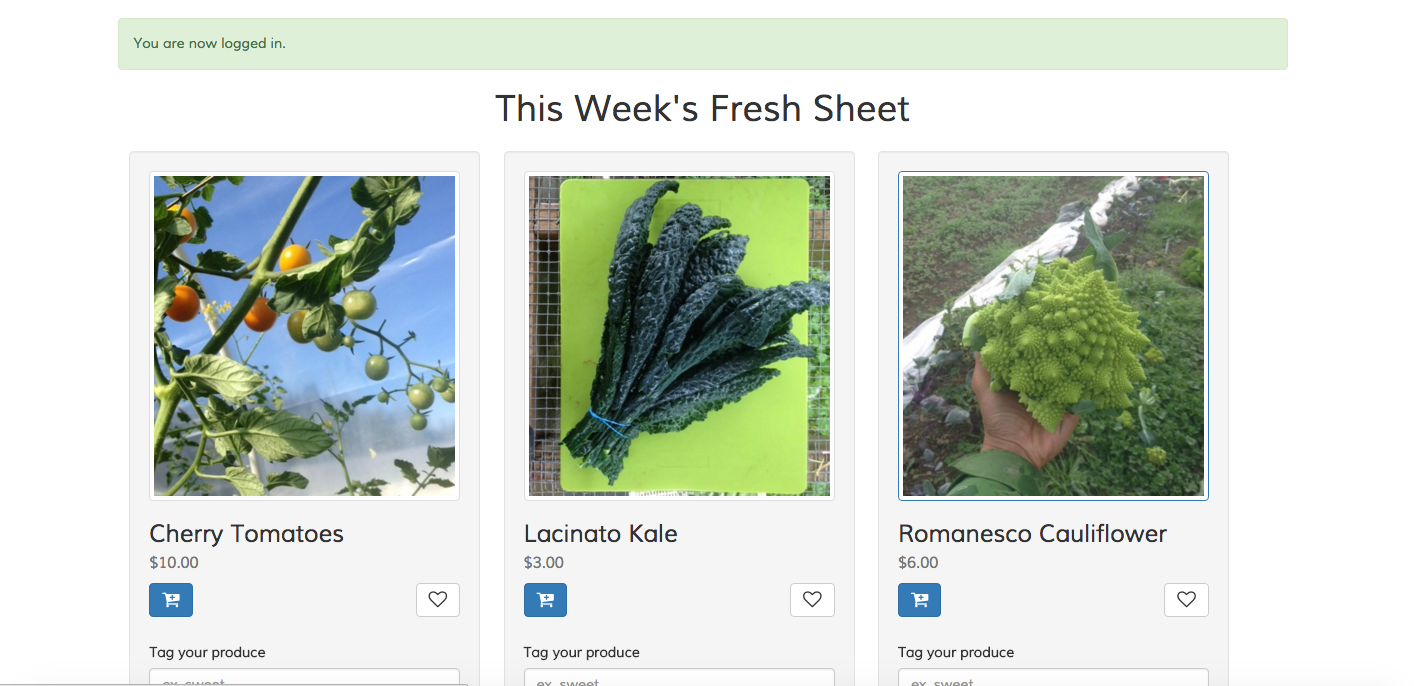 You are now logged in.
This Week's Fresh Sheet
Cherry Tomatoes
$10.00
Tag your produce
ex. sweet
Lacinato Kale
$3.00
Tag your produce
ex. sweet
Romanesco Cauliflower
$6.00
Tag your produce
ex. sweet